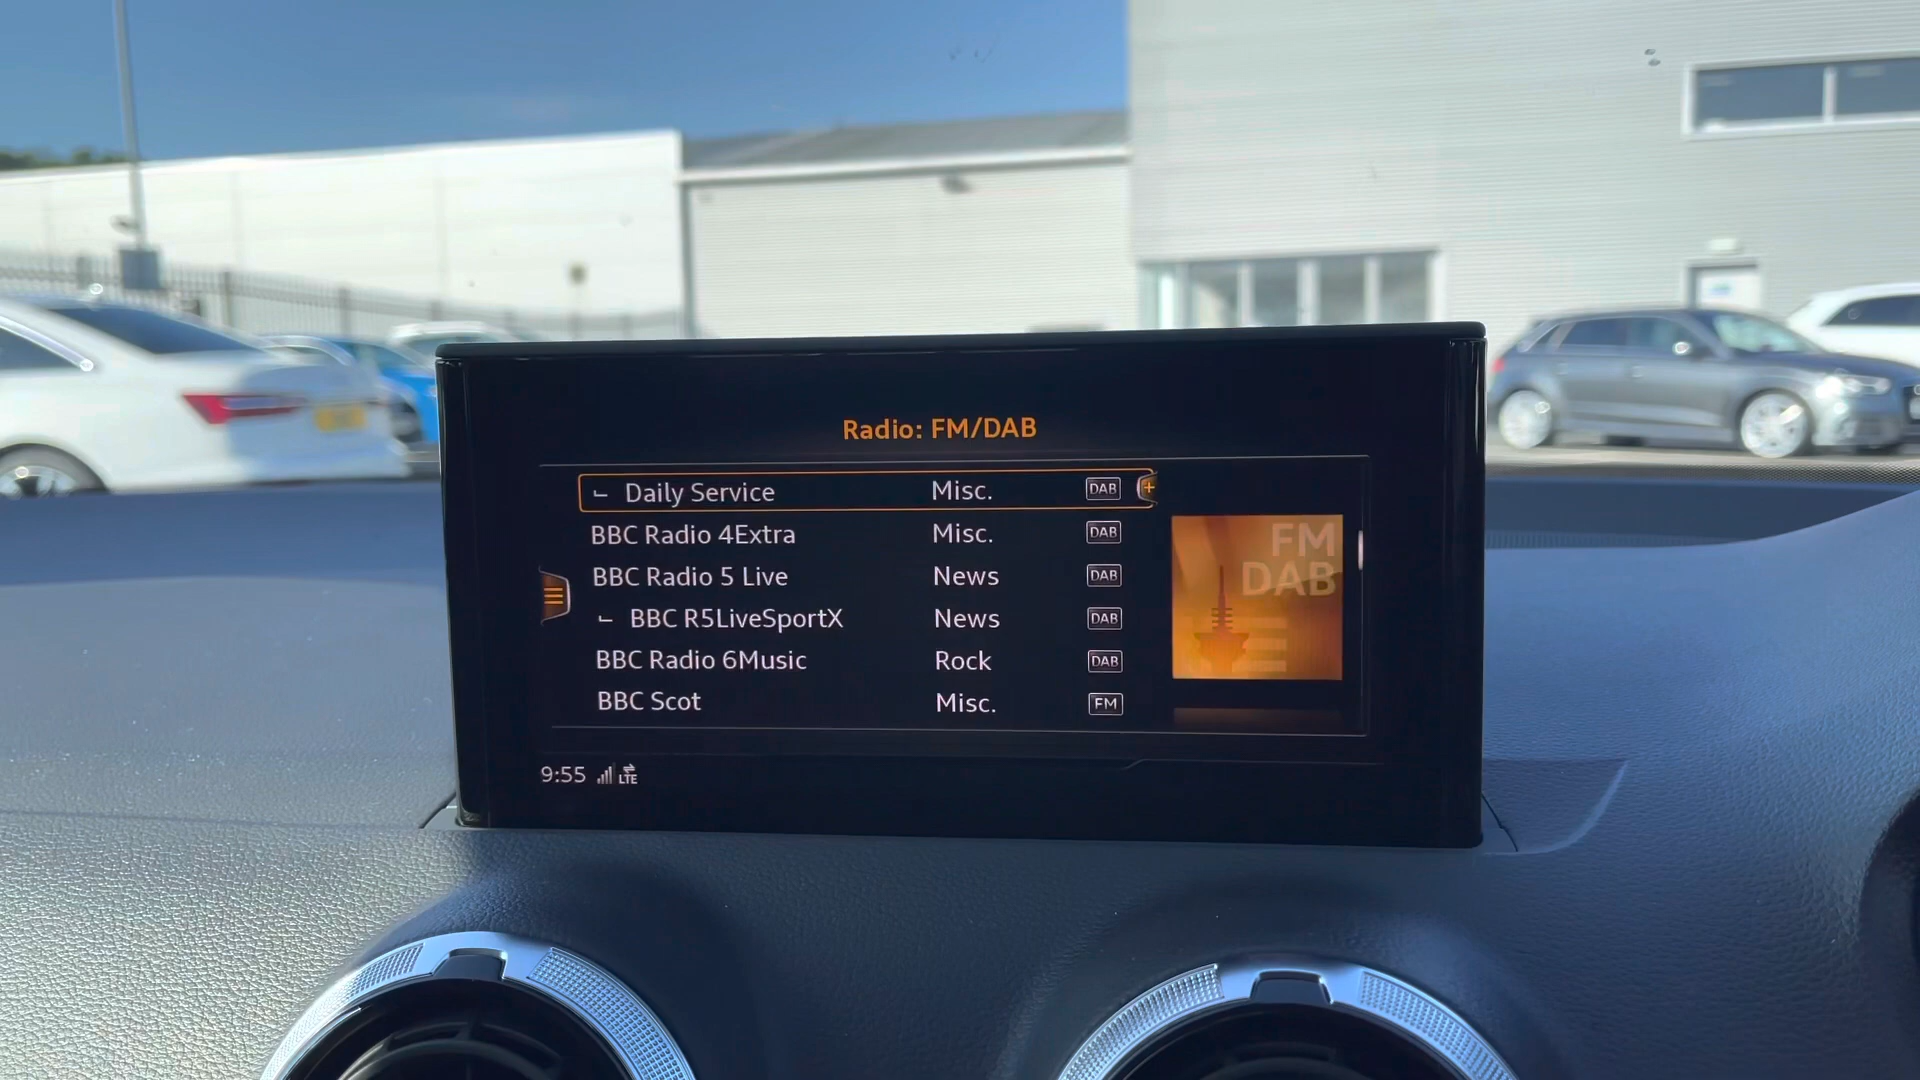 Radio: FM/DAB
Daily Service Misc. DAB
BBC Radio 4Extra Misc. DAB
BBC Radio 5 Live News DAB
BBC R5LiveSportX News DAB
BBC Radio 6Music Rock DAB
BBC Scot Misc. FM
FM
DAB
9:55 LTE